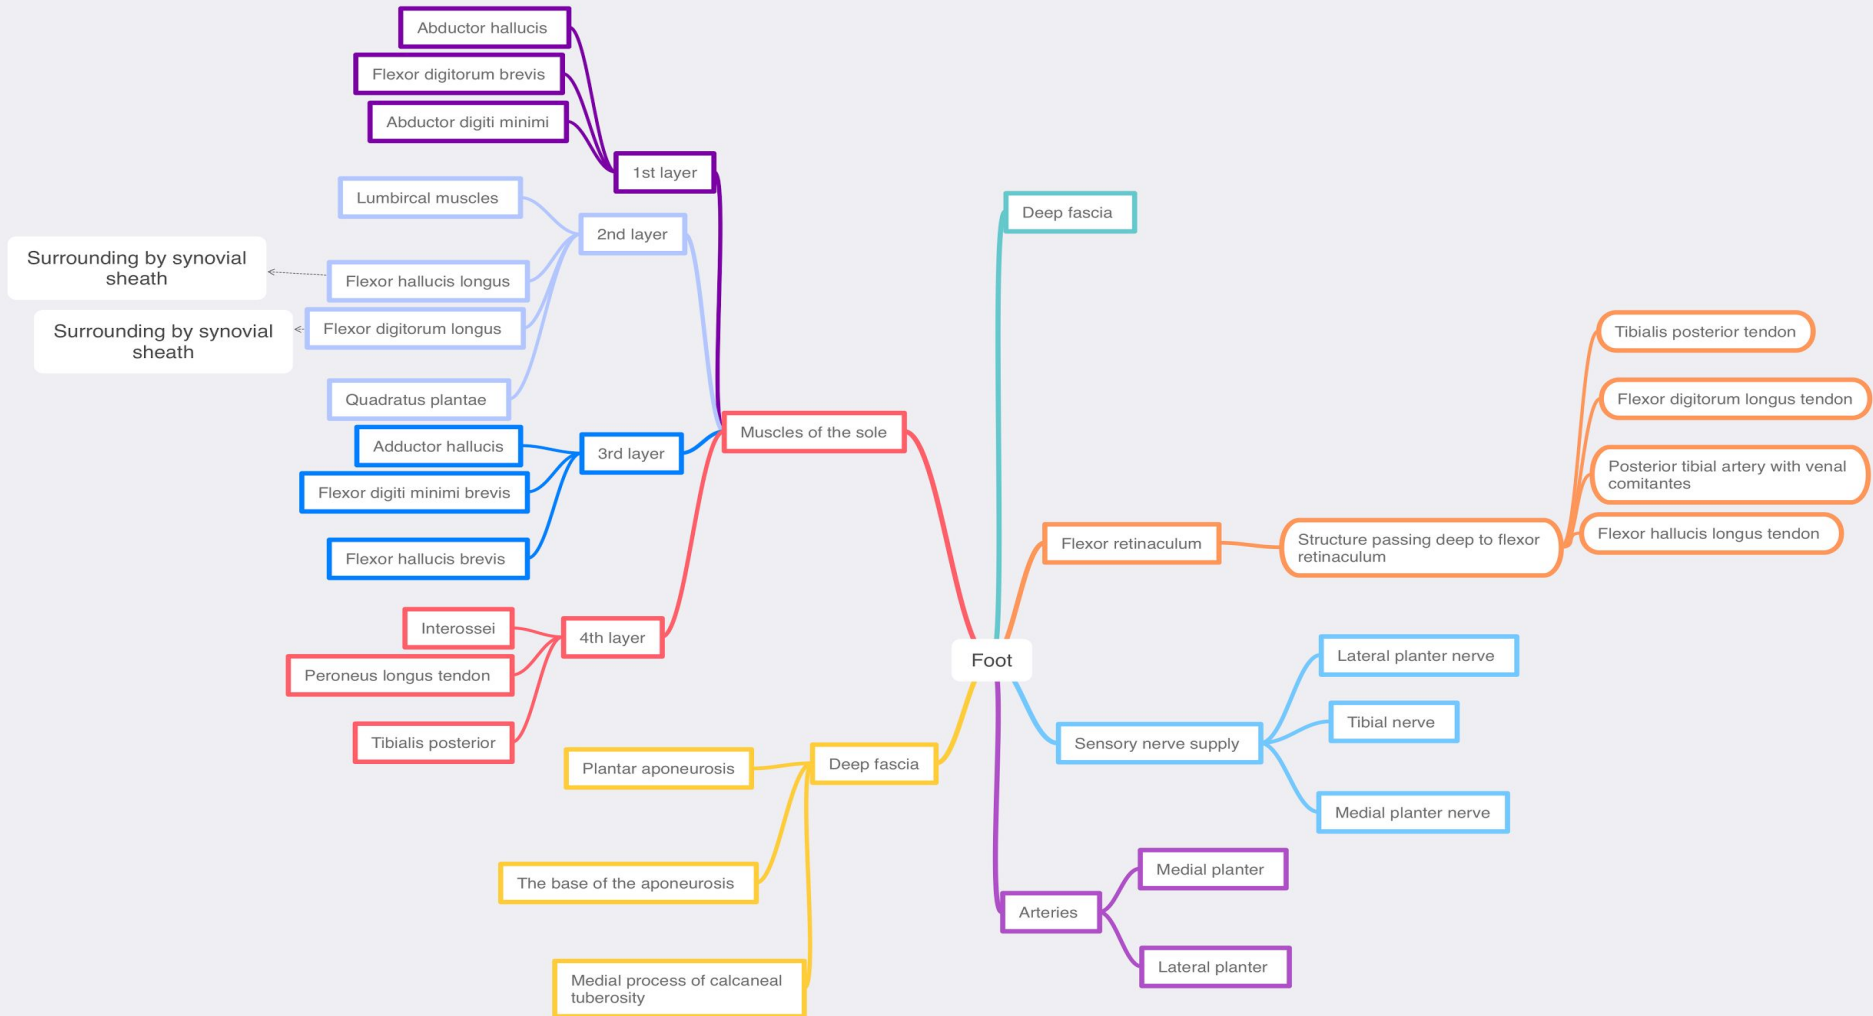 Abductor hallucis
Flexor digitorum brevis
Abductor digiti minimi
1st layer
Lumbircal muscles
2nd layer
Surrounding by synovial
sheath
Flexor hallucis longus
Surrounding by synovial
sheath
Flexor digitorum longus
Quadratus plantae
Muscles of the sole
Adductor hallucis
3rd layer
Flexor digiti minimi brevis
Flexor hallucis brevis
Interossei
4th layer
Peroneus longus tendon
Tibialis posterior
Plantar aponeurosis
Deep fascia
The base of the aponeurosis
Medial process of calcaneal
tuberosity
Foot
Deep fascia
Flexor retinaculum
Structure passing deep to flexor
retinaculum
Tibialis posterior tendon
Flexor digitorum longus tendon
Posterior tibial artery with venal
comitantes
Flexor hallucis longus tendon
Sensory nerve supply
Lateral planter nerve
Tibial nerve
Medial planter nerve
Arteries
Medial planter
Lateral planter